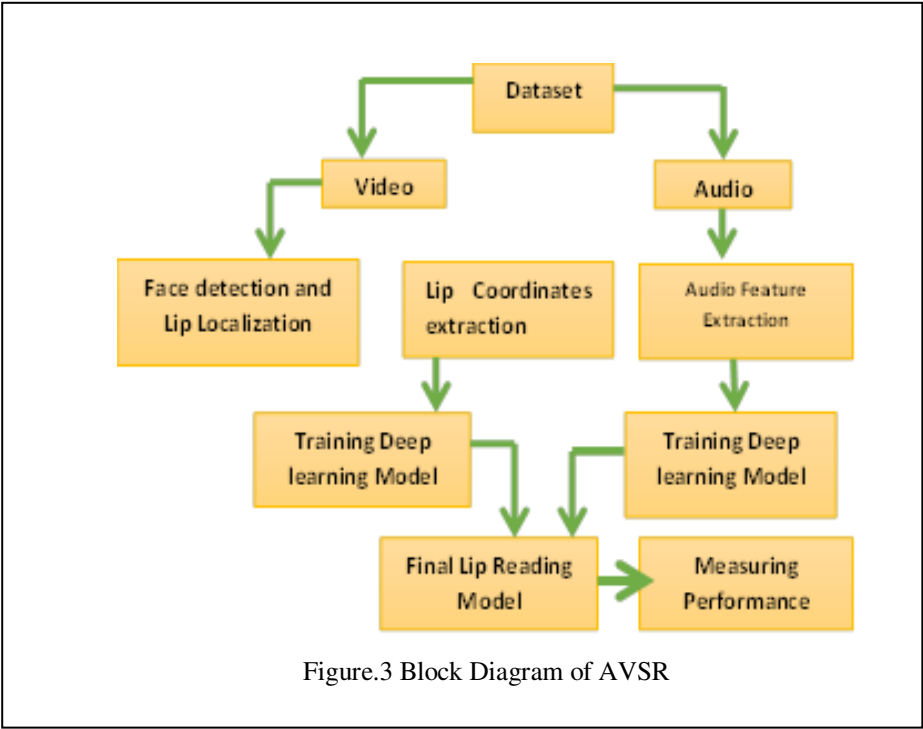 Dataset
Video
Audio
Face detection and
Lip Localization
Lip Coordinates
extraction
Audio Feature
Extraction
Training Deep
learning Model
Training Deep
learning Model
Final Lip Reading
Model
Measuring
Performance
Figure.3 Block Diagram of AVSR